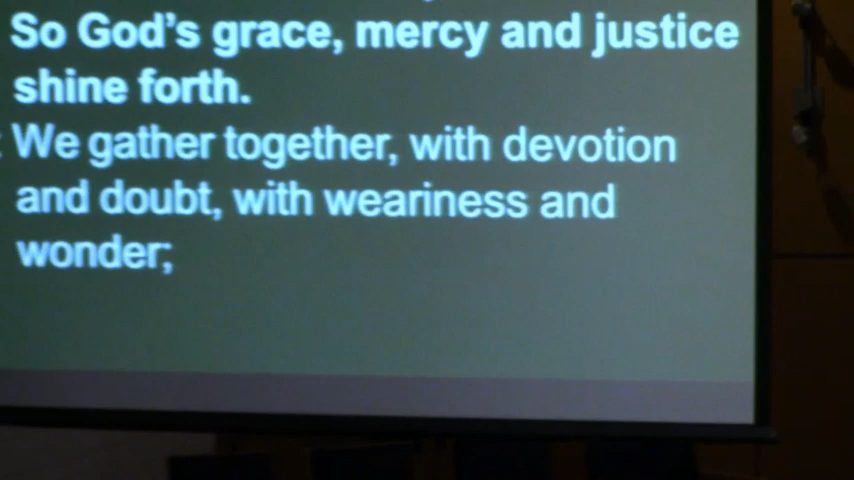 So God's grace, mercy and justice
shine forth.
: We gather together, with devotion
and doubt, with weariness and
wonder;